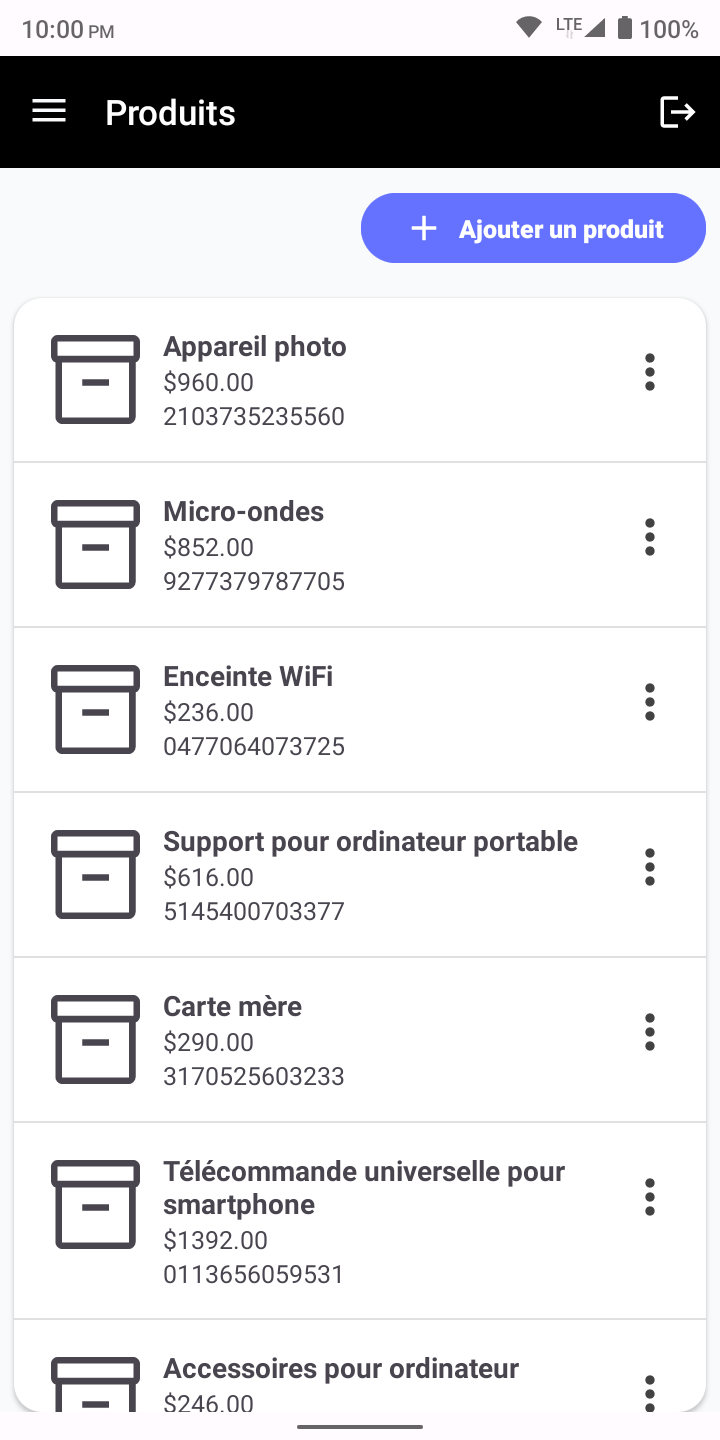 10:00 PM LTE 100%
Produits
Ajouter un produit
Appareil photo
$960.00
2103735235560
Micro-ondes
$852.00
9277379787705
Enceinte WiFi
$236.00
0477064073725
Support pour ordinateur portable
$616.00
5145400703377
Carte mère
$290.00
3170525603233
Télécommande universelle pour
smartphone
$1392.00
0113656059531
Accessoires pour ordinateur
$246.00